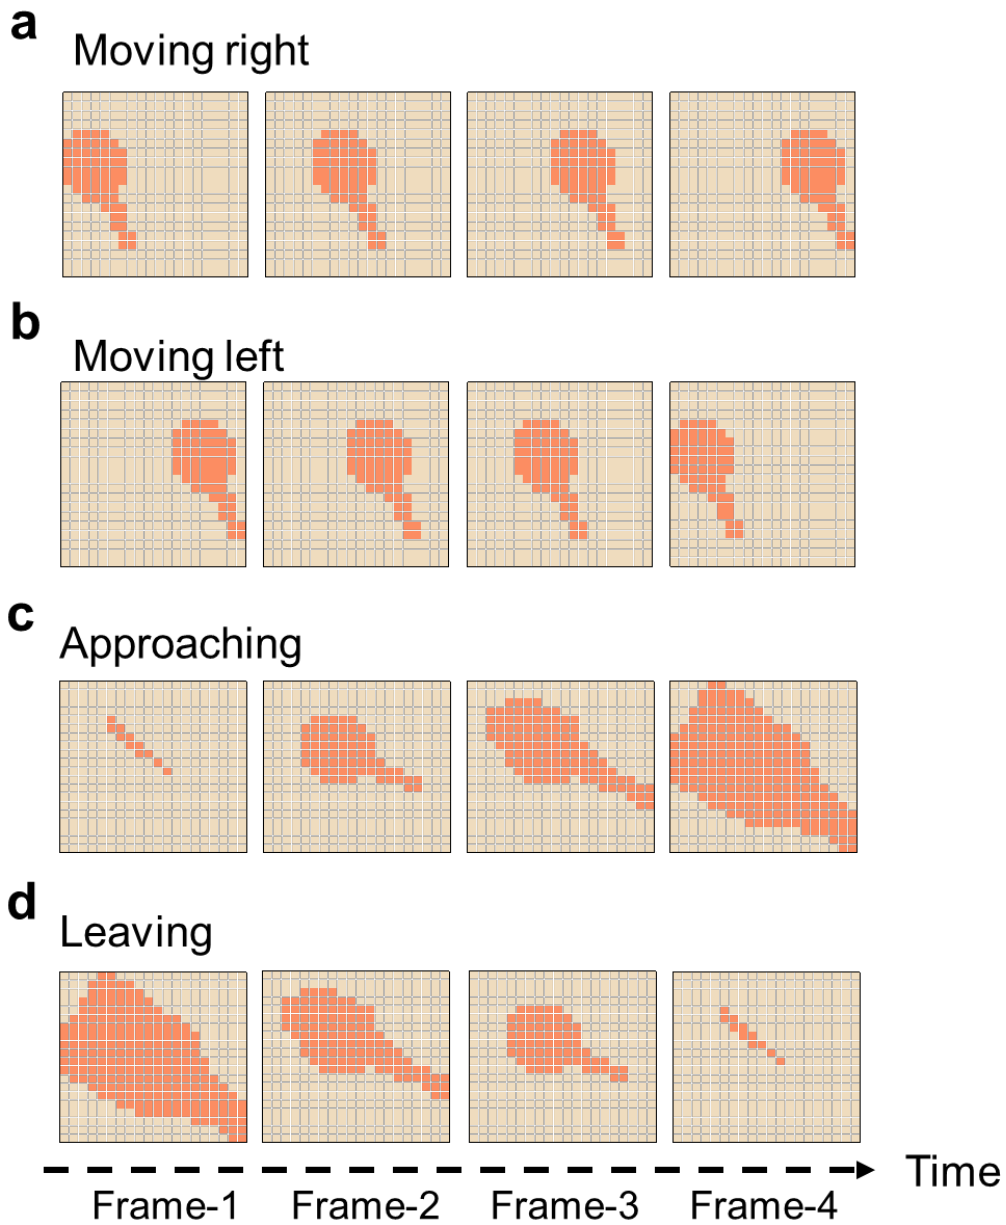 a
Moving right
b
Moving left
c
Approaching
d
Leaving
Time
Frame-1 Frame-2 Frame-3 Frame-4